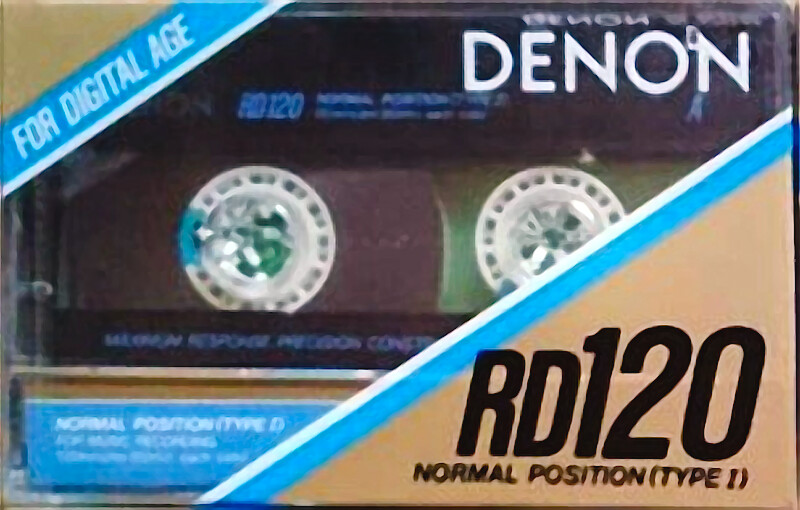 FOR DIGITAL AGE
DENON
RD120 NORMAL POSITION (TYPE I)
MAXIMUM RESPONSE PRECISION
NORMAL POSITION (TYPE I)
FOR MUSIC RECORDING
RD120
NORMAL POSITION (TYPE I)